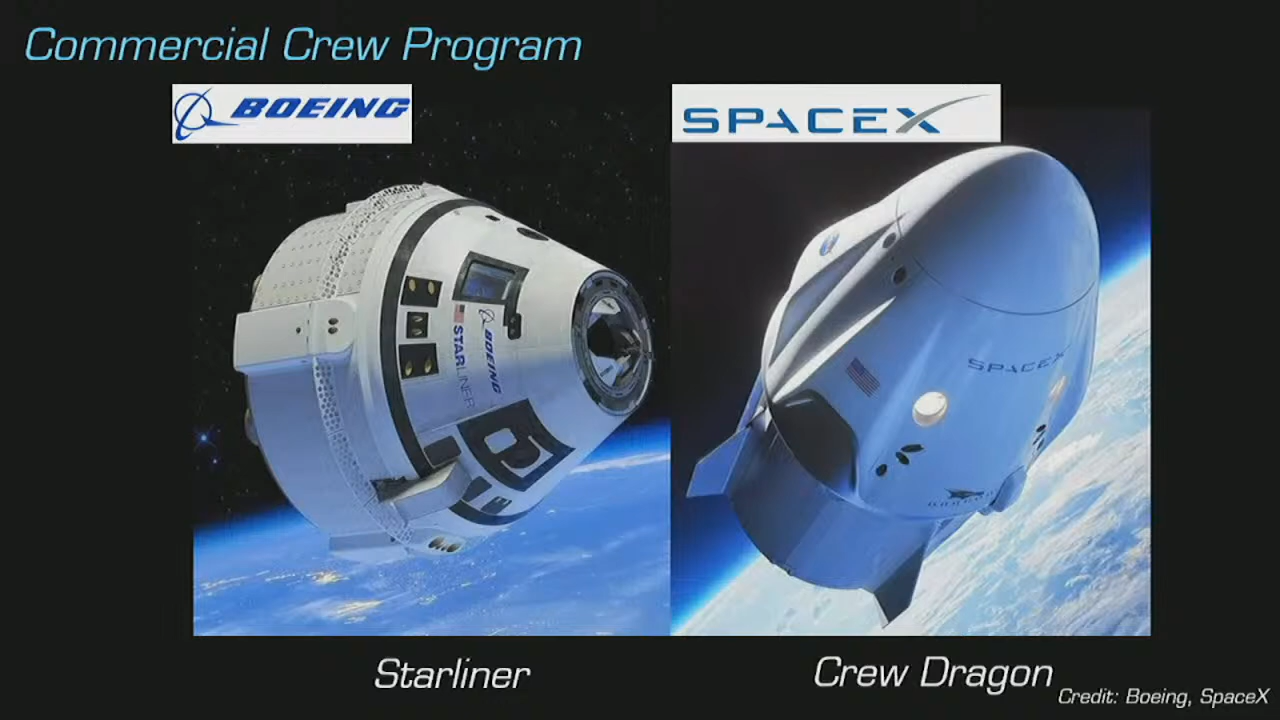 Commercial Crew Program
BOEING
SPACEX
BOEING
STARLINER
SPACEX
Starliner
Crew Dragon
Credit: Boeing, SpaceX